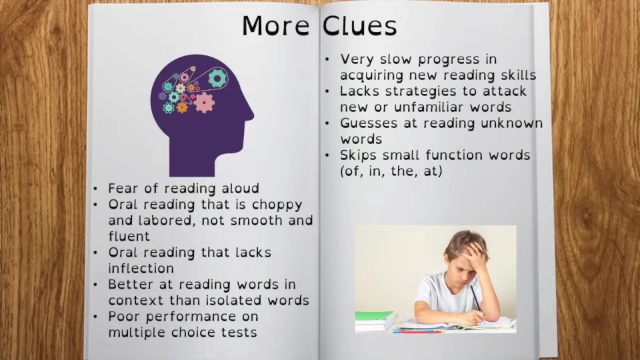 More Clues
• Fear of reading aloud
• Oral reading that is choppy
and labored, not smooth and
fluent
• Oral reading that lacks
inflection
• Better at reading words in
context than isolated words
• Poor performance on
multiple choice tests
• Very slow progress in
acquiring new reading skills
• Lacks strategies to attack
new or unfamiliar words
• Guesses at reading unknown
words
• Skips small function words
(of, in, the, at)